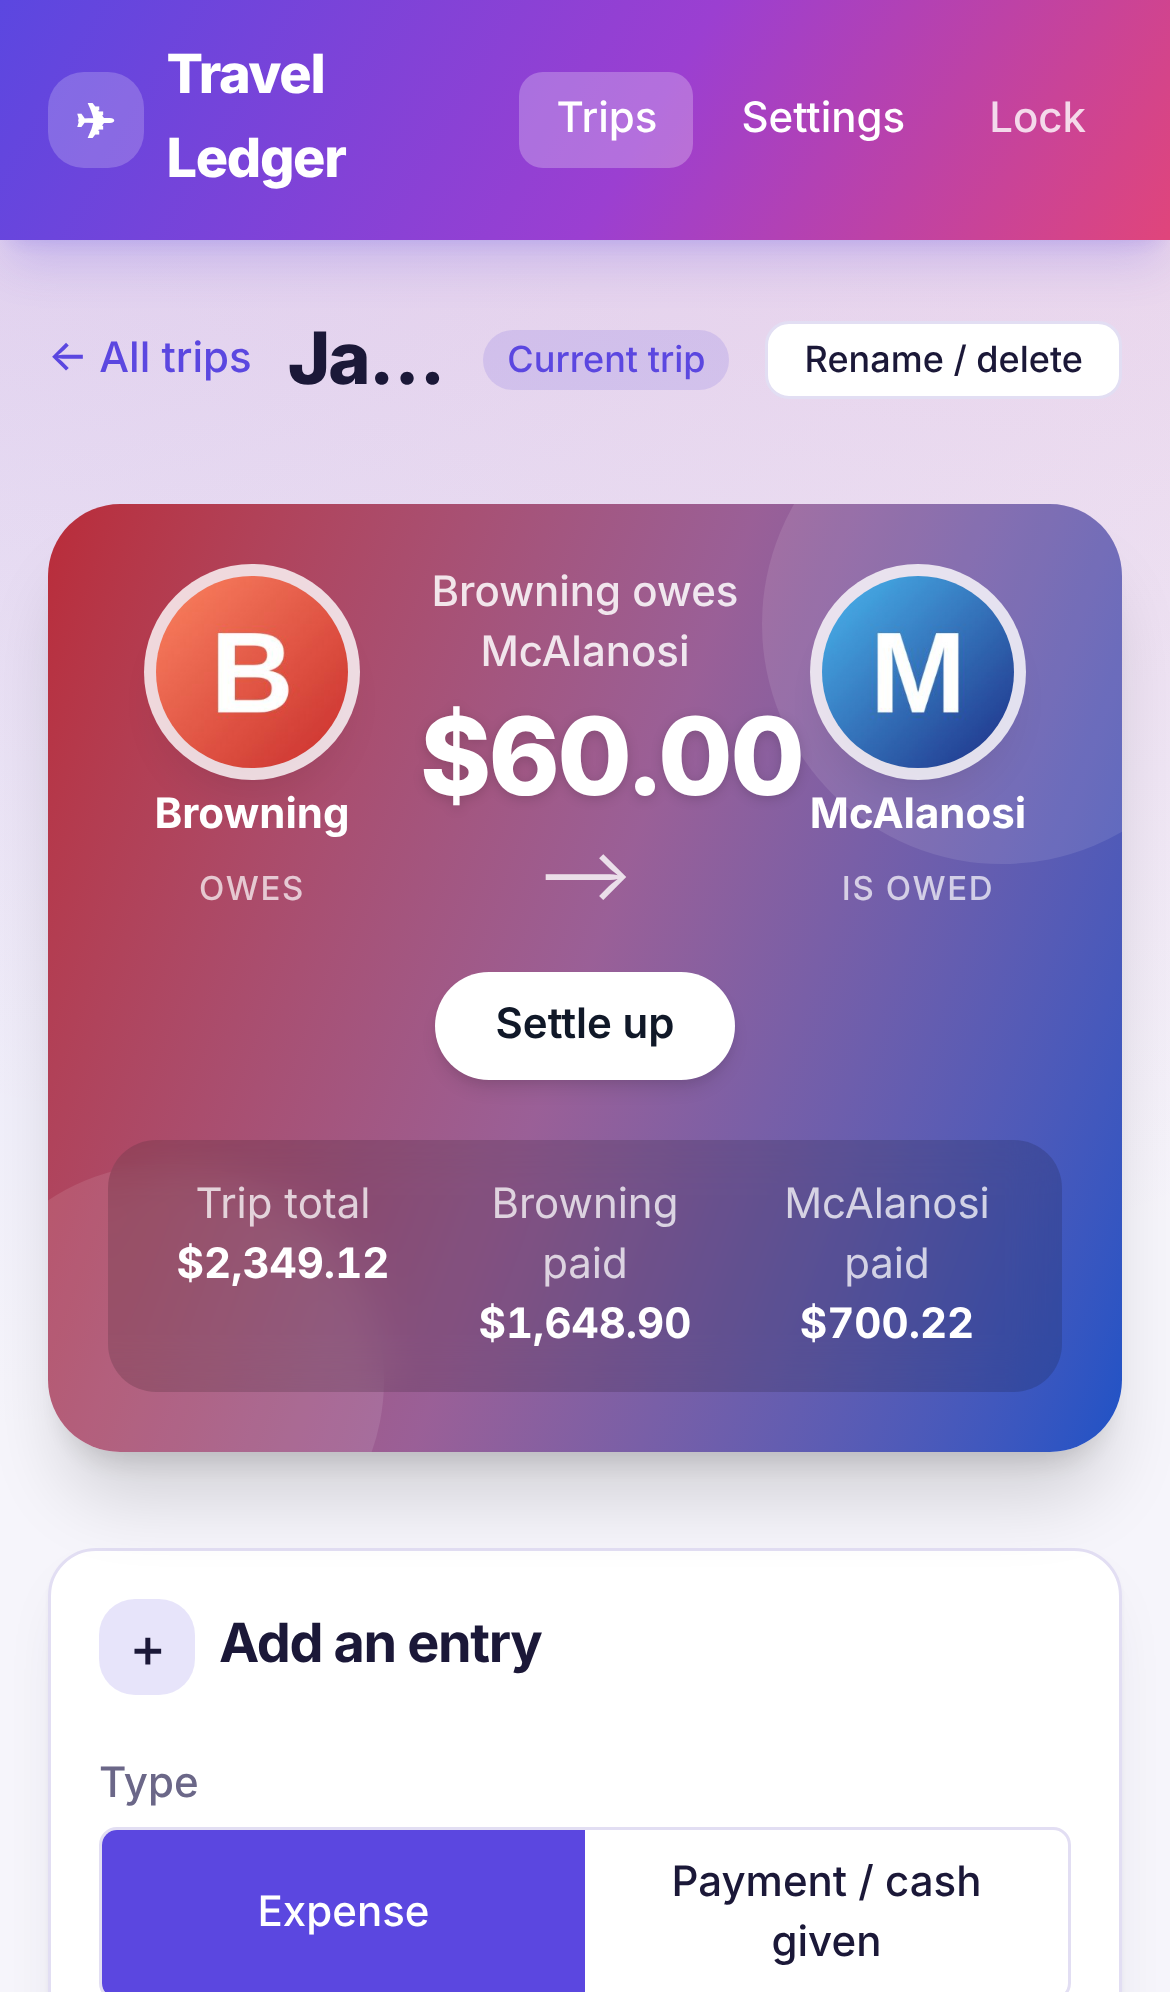 Travel
Ledger
Trips
Settings
Lock
← All trips
Ja...
Current trip
Rename / delete
B
Browning
OWES
Browning owes
McAlanosi
$60.00
→
M
McAlanosi
IS OWED
Settle up
Trip total
$2,349.12
Browning
paid
$1,648.90
McAlanosi
paid
$700.22
+ Add an entry
Type
Expense
Payment / cash
given